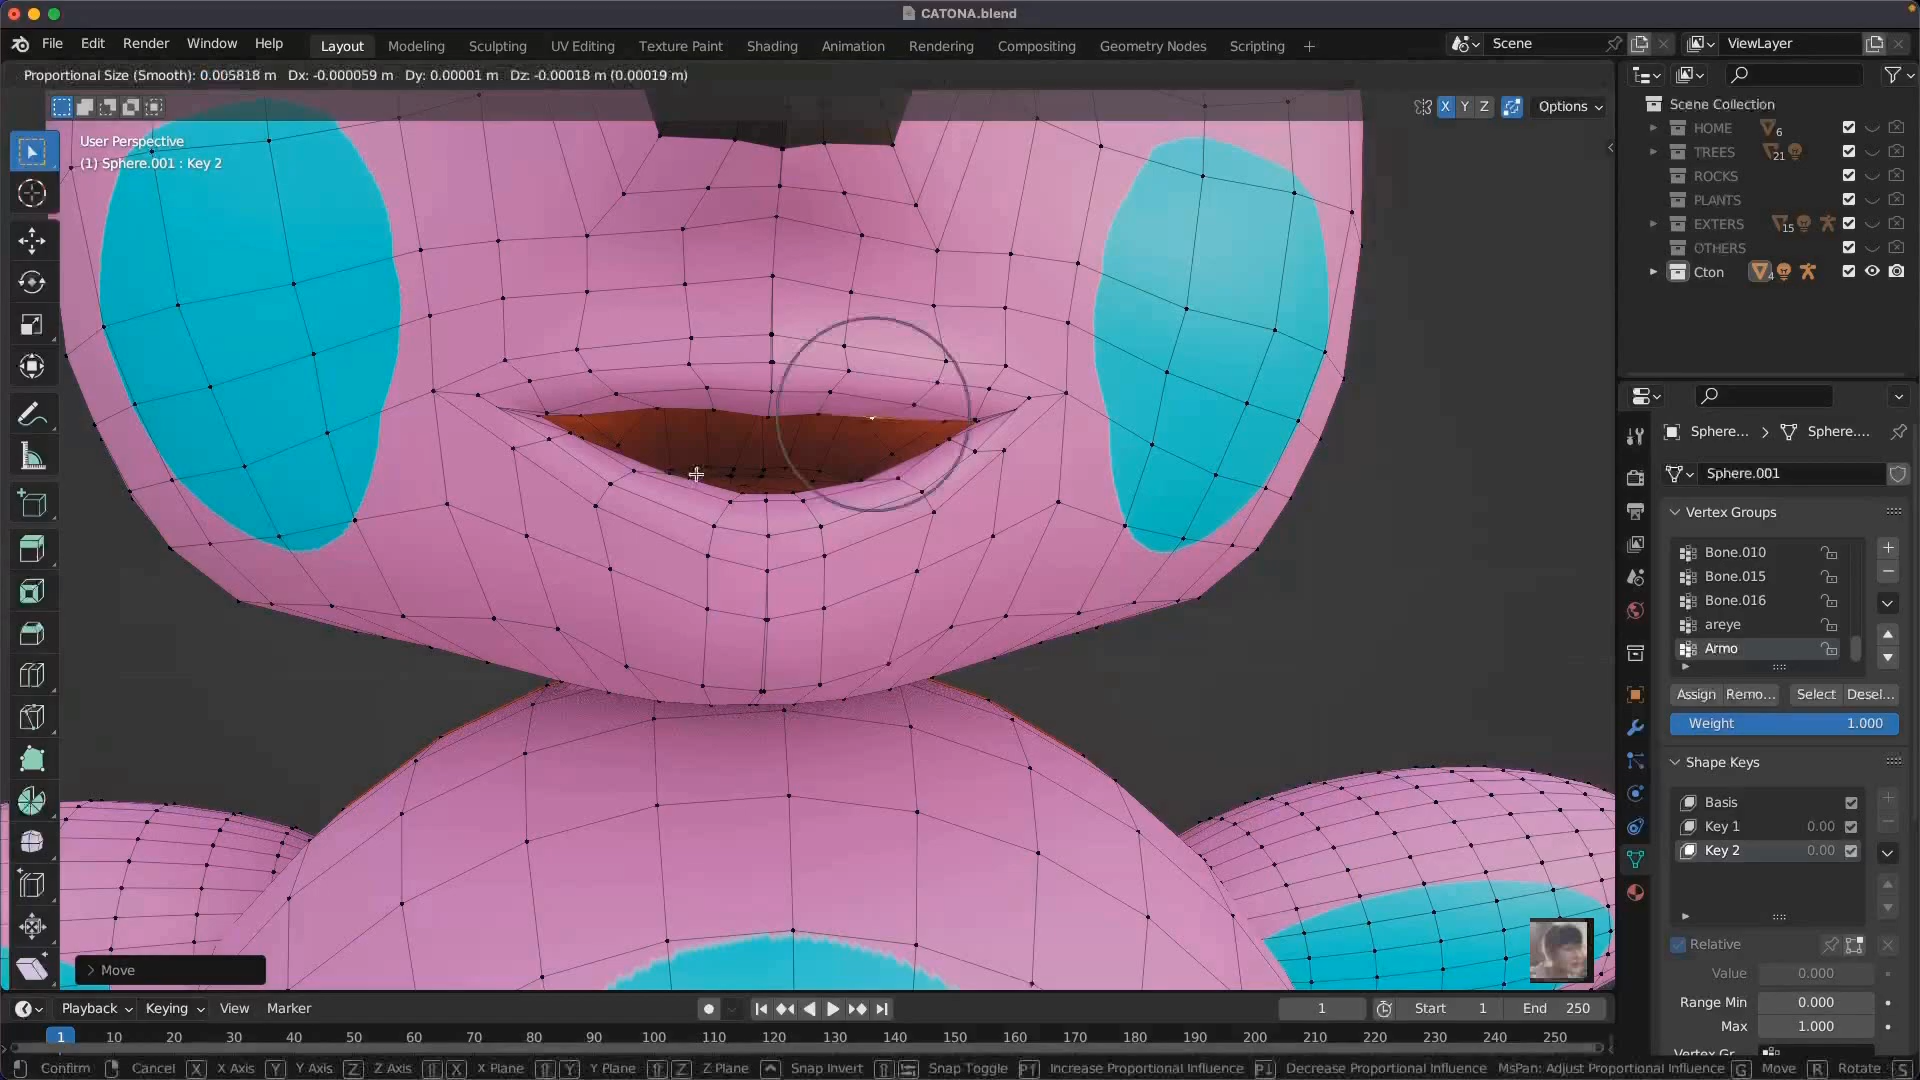 CATONA.blend
File Edit Render Window Help Layout Modeling Sculpting UV Editing Texture Paint Shading Animation Rendering Compositing Geometry Nodes Scripting Scene ViewLayer
Proportional Size (Smooth): 0.005818 m Dx: -0.000059 m Dy: 0.00001 m Dz: -0.00018 m (0.00019 m)
X Y Z Options
User Perspective
(1) Sphere.001 : Key 2
Scene Collection
HOME 6
TREES 21
ROCKS
PLANTS
EXTERS 15
OTHERS
Cton 4
Sphere... > Sphere....
Sphere.001
Vertex Groups
Bone.010
Bone.015
Bone.016
areye
Armo
Assign Remo... Select Desel...
Weight 1.000
Shape Keys
Basis
Key 1 0.00
Key 2 0.00
Relative
Value 0.000
Range Min 0.000
Max 1.000
Vertex Gr..
> Move
Playback Keying View Marker 1 Start 1 End 250
1 10 20 30 40 50 60 70 80 90 100 110 120 130 140 150 160 170 180 190 200 210 220 230 240 250
Confirm Cancel X X Axis Y Y Axis Z Z Axis X X Plane Y Y Plane Z Z Plane Snap Invert Snap Toggle Increase Proportional Influence Decrease Proportional Influence MsPan: Adjust Proportional Influence G Move R Rotate S